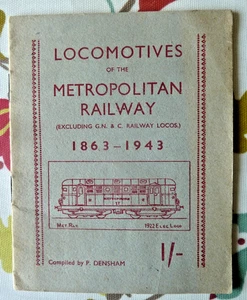 LOCOMOTIVES
OF THE
METROPOLITAN
RAILWAY
(EXCLUDING G.N. & C. RAILWAY LOCOS.)
1863-1943
MET. RLY. 1922 ELEC. LOCO.
Compiled by P. DENSHAM
1/-